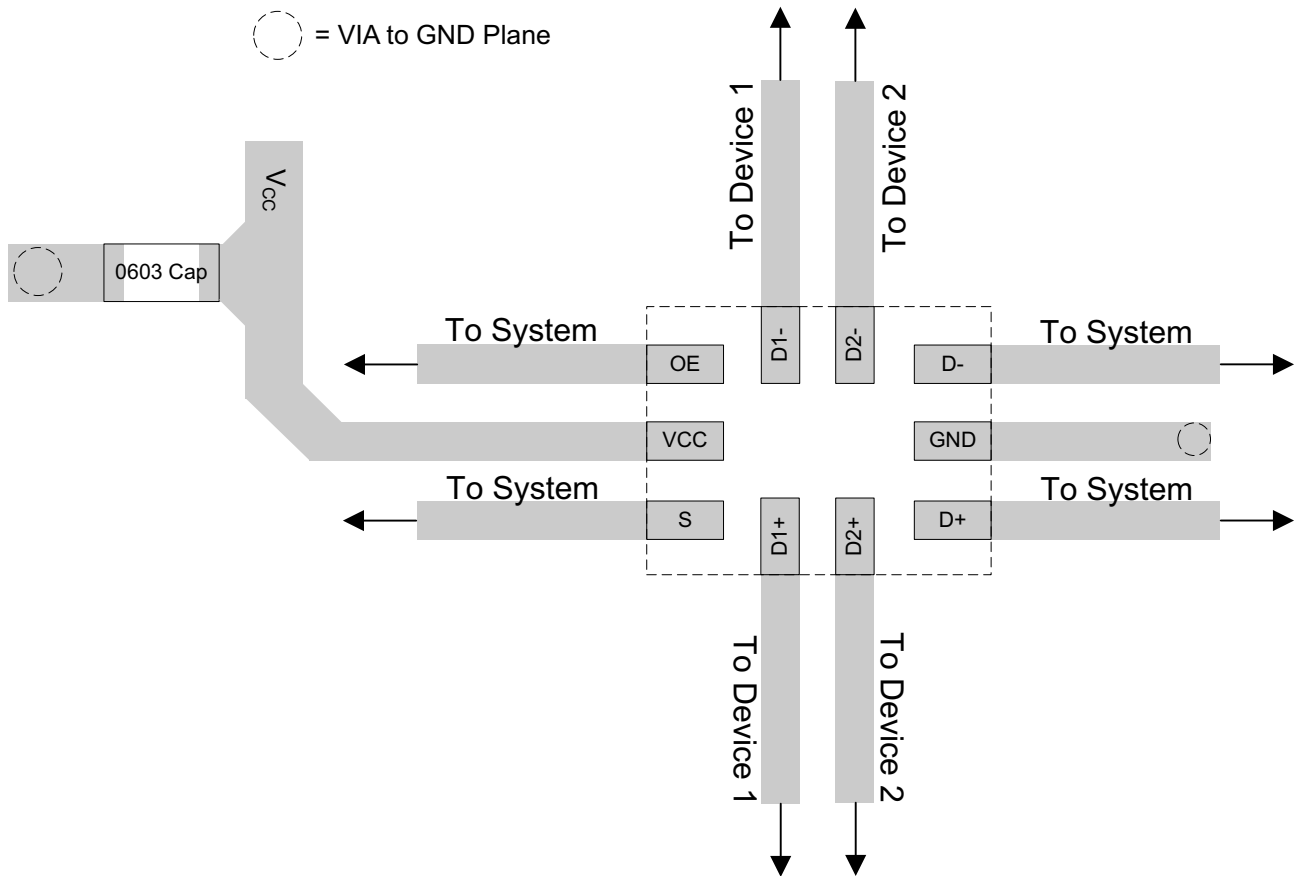 = VIA to GND Plane
To Device 1
To Device 2
VCC
0603 Cap
To System
To System
D1-
D2-
OE
D-
VCC
GND
To System
To System
S
D1+
D2+
D+
To Device 1
To Device 2